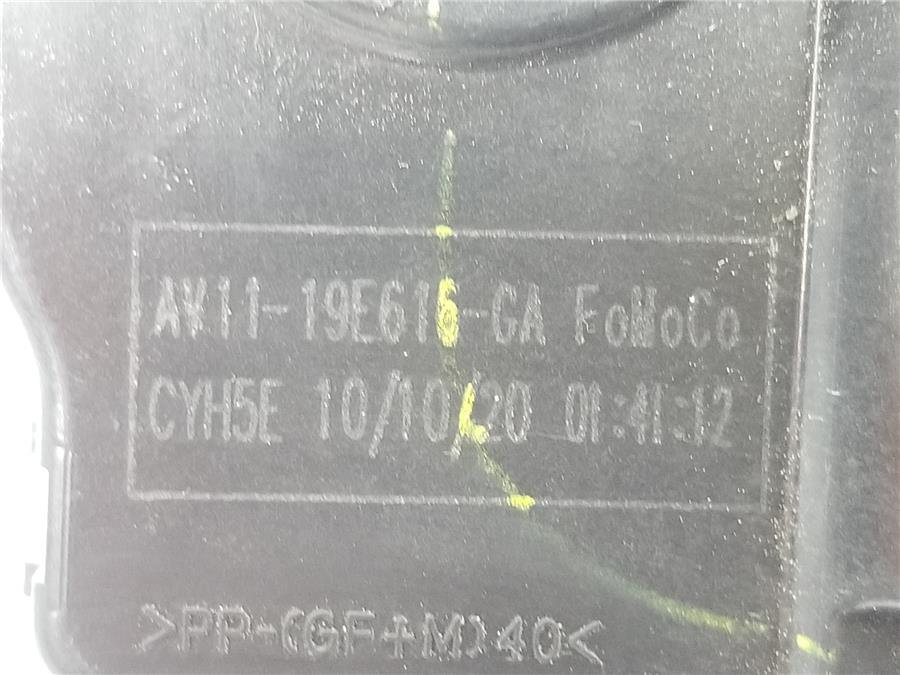 AV11-19E616-GA FoMoCo
CYH5E 10/10/20 01:41:12
>PP-(GF+M)40<